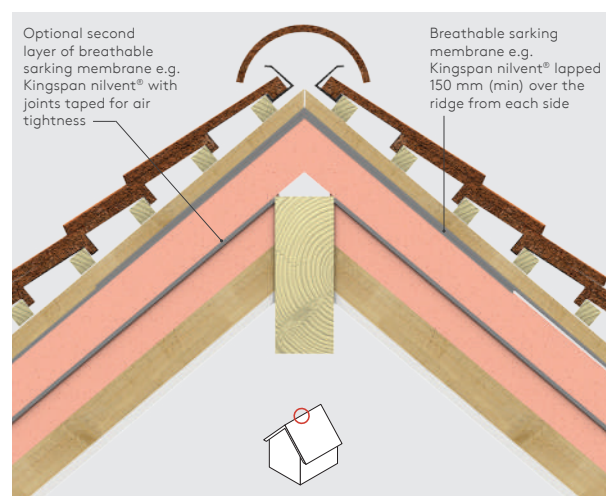 Optional second
layer of breathable
sarking membrane e.g.
Kingspan nilvent® with
joints taped for air
tightness
Breathable sarking
membrane e.g.
Kingspan nilvent® lapped
150 mm (min) over the
ridge from each side